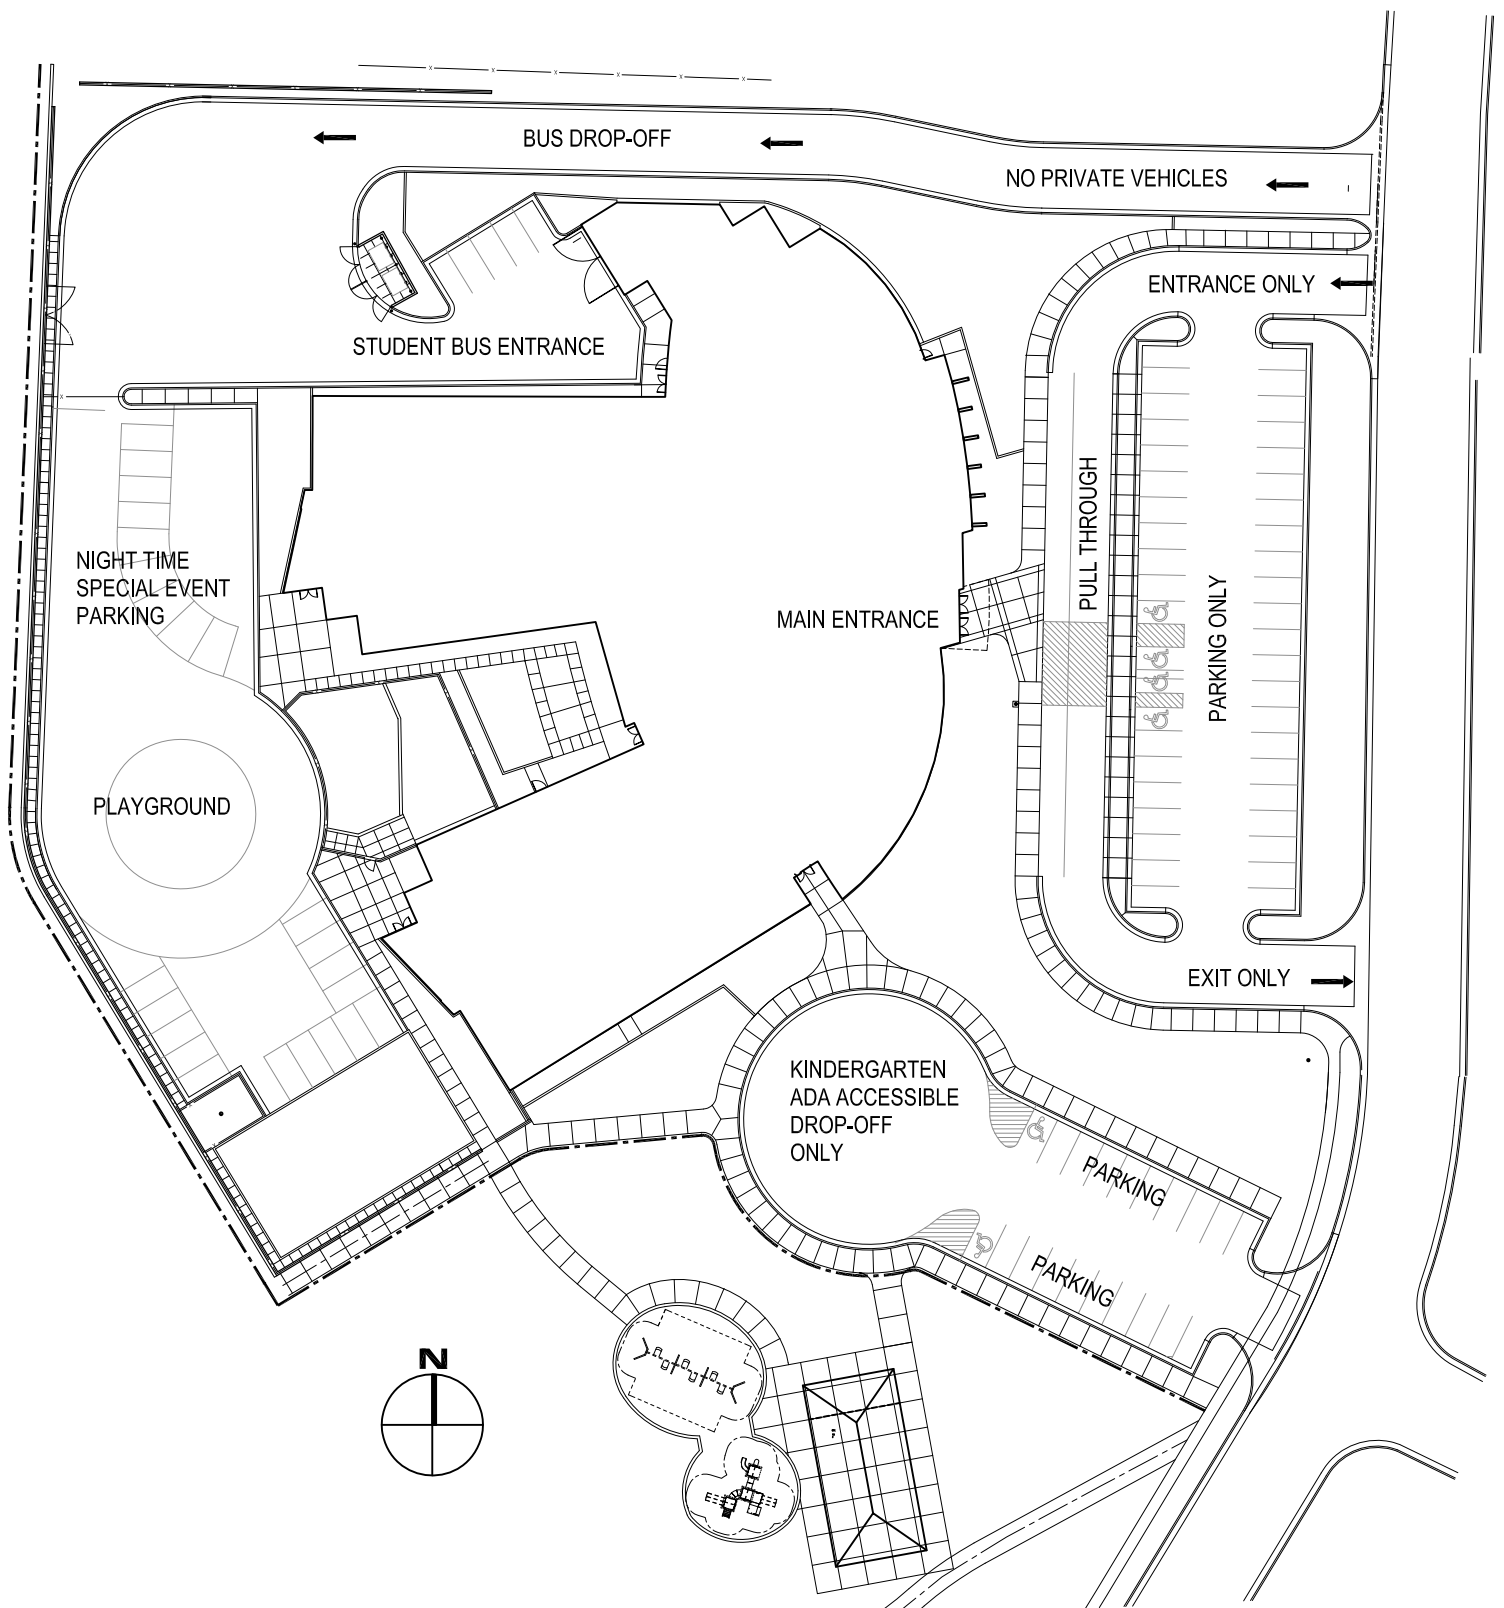 BUS DROP-OFF
NO PRIVATE VEHICLES
ENTRANCE ONLY
STUDENT BUS ENTRANCE
PULL THROUGH
NIGHT TIME
SPECIAL EVENT
PARKING
PARKING ONLY
MAIN ENTRANCE
PLAYGROUND
EXIT ONLY
KINDERGARTEN
ADA ACCESSIBLE
DROP-OFF
ONLY
PARKING
PARKING
N